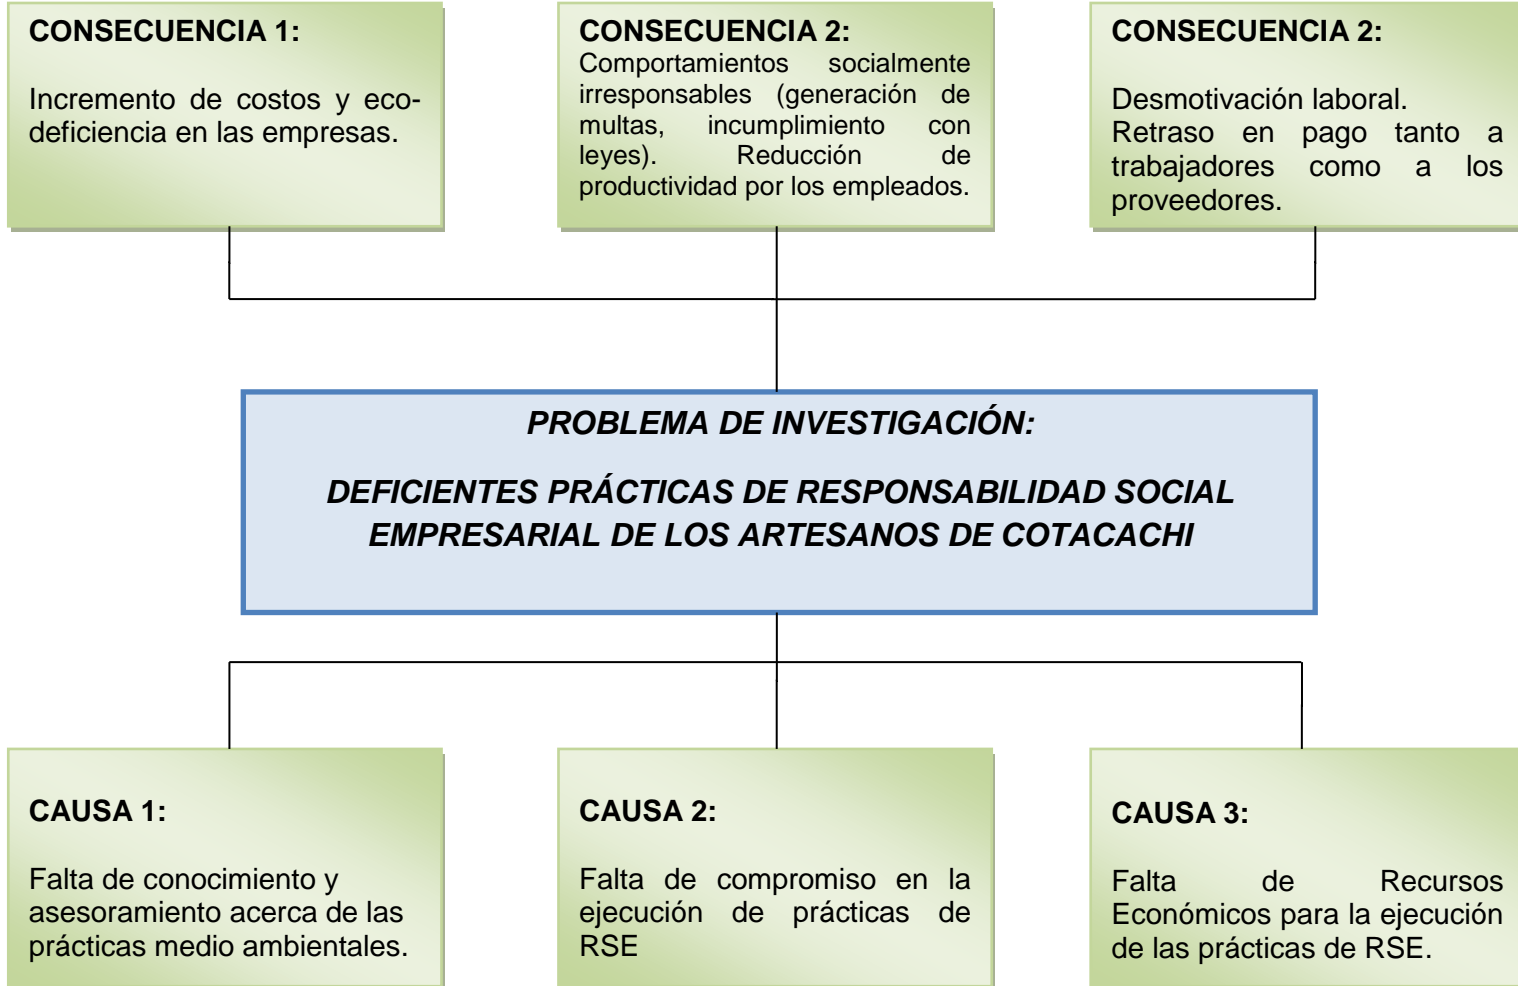 CONSECUENCIA 1:
Incremento de costos y eco-
deficiencia en las empresas.
CONSECUENCIA 2:
Comportamientos socialmente
irresponsables (generación de
multas, incumplimiento con
leyes). Reducción de
productividad por los empleados.
CONSECUENCIA 2:
Desmotivación laboral.
Retraso en pago tanto a
trabajadores como a los
proveedores.
PROBLEMA DE INVESTIGACIÓN:
DEFICIENTES PRÁCTICAS DE RESPONSABILIDAD SOCIAL
EMPRESARIAL DE LOS ARTESANOS DE COTACACHI
CAUSA 1:
Falta de conocimiento y
asesoramiento acerca de las
prácticas medio ambientales.
CAUSA 2:
Falta de compromiso en la
ejecución de prácticas de
RSE
CAUSA 3:
Falta de Recursos
Económicos para la ejecución
de las prácticas de RSE.